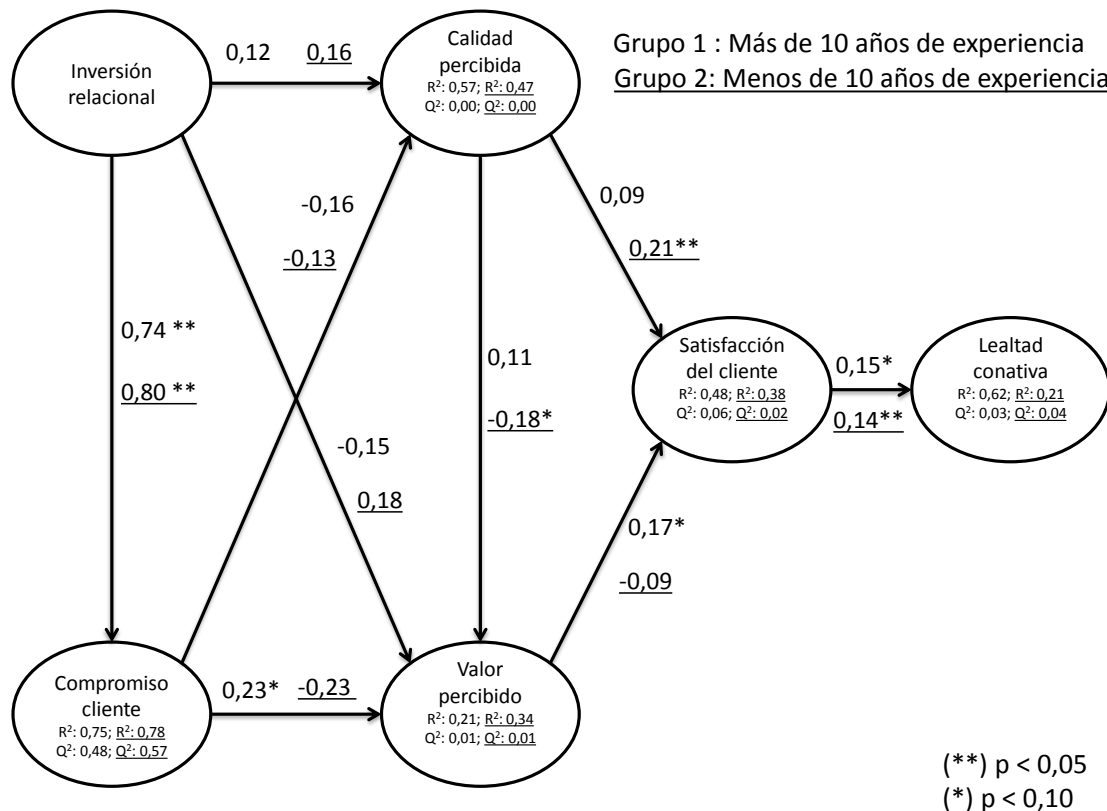 Grupo 1 : Más de 10 años de experiencia
Grupo 2: Menos de 10 años de experiencia
Inversión
relacional
0,12 0,16
Calidad
percibida
R²: 0,57; R²: 0,47
Q²: 0,00; Q²: 0,00
-0,16
-0,13
0,09
0,21**
0,74 **
0,80 **
0,11
-0,18*
-0,15
0,18
Satisfacción
del cliente
R²: 0,48; R²: 0,38
Q²: 0,06; Q²: 0,02
0,15*
0,14**
Lealtad
conativa
R²: 0,62; R²: 0,21
Q²: 0,03; Q²: 0,04
0,17*
-0,09
Compromiso
cliente
R²: 0,75; R²: 0,78
Q²: 0,48; Q²: 0,57
0,23* -0,23
Valor
percibido
R²: 0,21; R²: 0,34
Q²: 0,01; Q²: 0,01
(**) p < 0,05
(*) p < 0,10